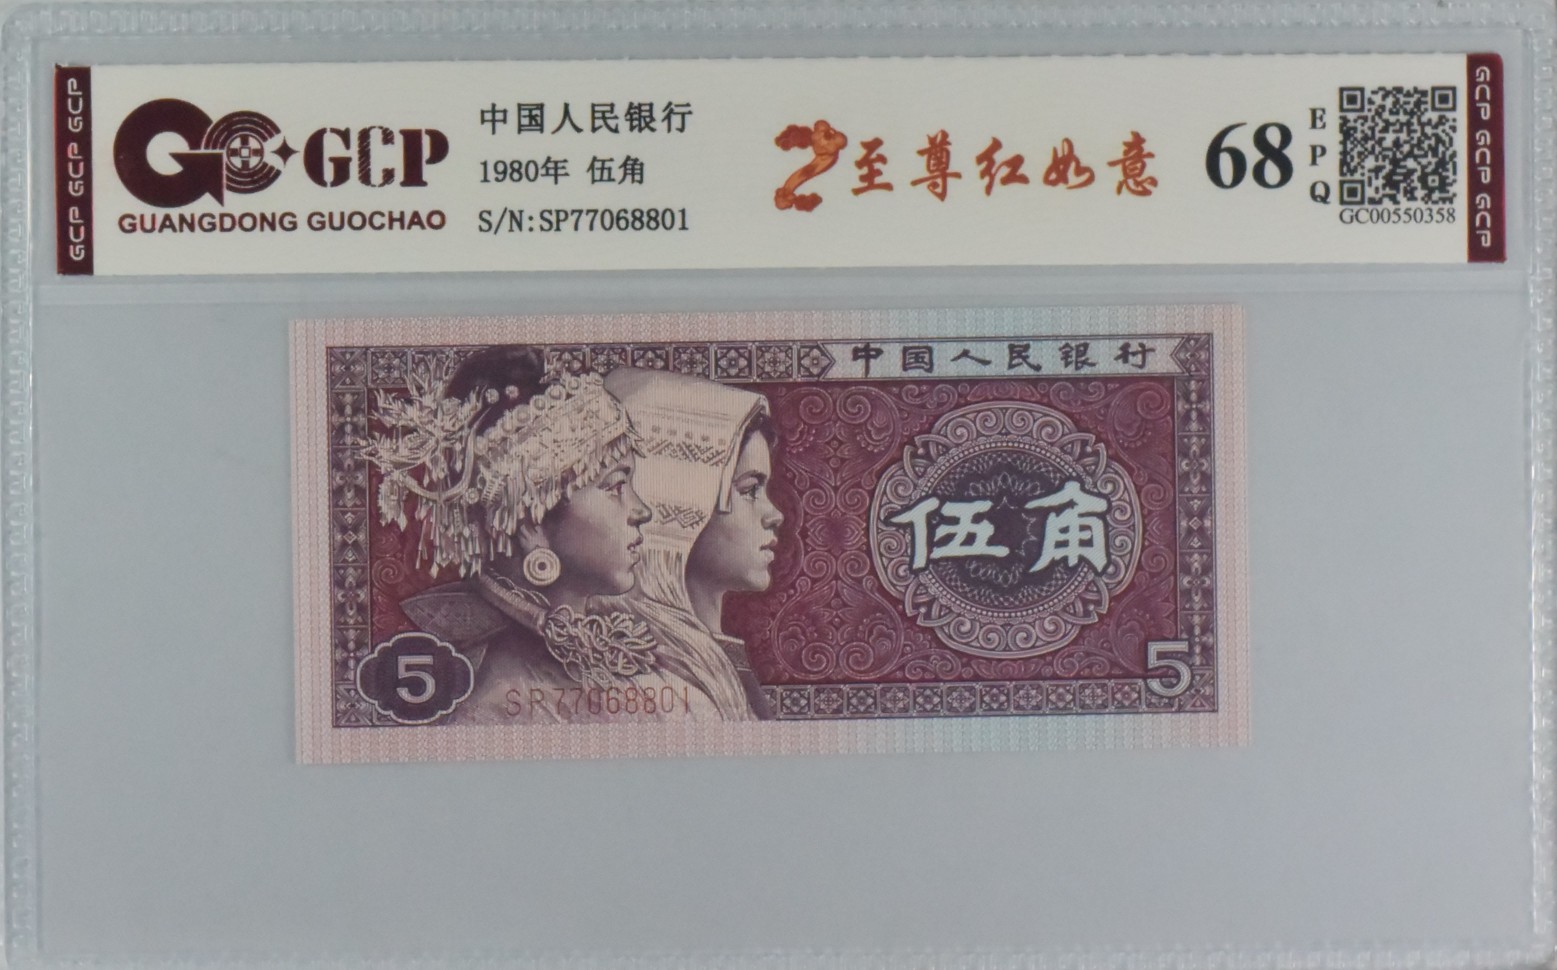 GCP GCP GCP
GCP
GUANGDONG GUOCHAO
中国人民银行
1980年 伍角
S/N:SP77068801
至尊红如意
68
EPQ
GC00550358
GCP GCP GCP
中国人民银行
伍角
5
5
SP77068801